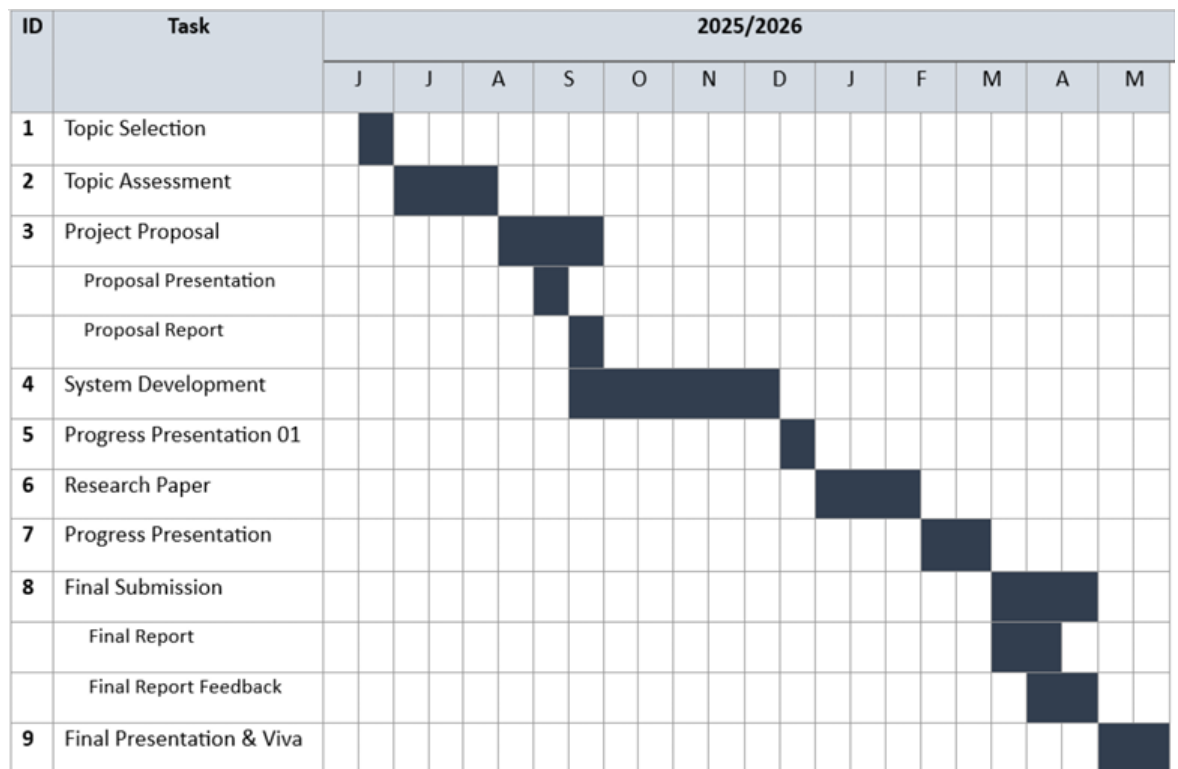 ID Task 2025/2026
J J A S O N D J F M A M
1 Topic Selection
2 Topic Assessment
3 Project Proposal
Proposal Presentation
Proposal Report
4 System Development
5 Progress Presentation 01
6 Research Paper
7 Progress Presentation
8 Final Submission
Final Report
Final Report Feedback
9 Final Presentation & Viva